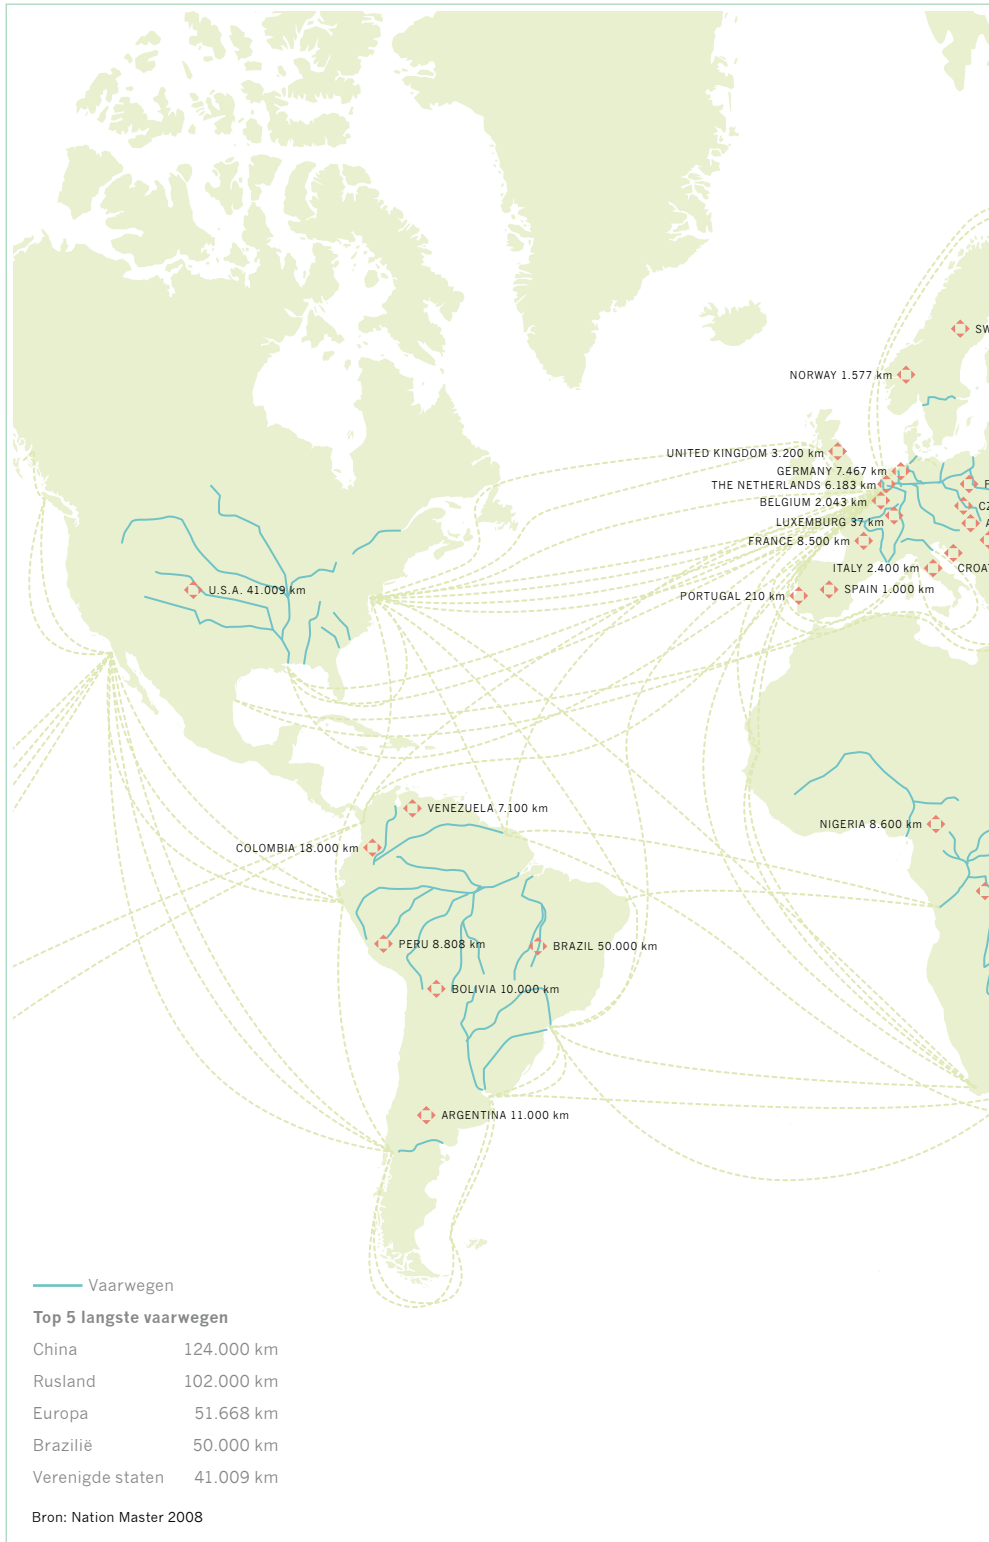 SW
NORWAY 1.577 km
UNITED KINGDOM 3.200 km
GERMANY 7.467 km
THE NETHERLANDS 6.183 km
BELGIUM 2.043 km
CZ
LUXEMBURG 37 km
A
FRANCE 8.500 km
ITALY 2.400 km
CROAT
U.S.A. 41.009 km
SPAIN 1.000 km
PORTUGAL 210 km
VENEZUELA 7.100 km
NIGERIA 8.600 km
COLOMBIA 18.000 km
PERU 8.808 km
BRAZIL 50.000 km
BOLIVIA 10.000 km
ARGENTINA 11.000 km
Vaarwegen
Top 5 langste vaarwegen
China 124.000 km
Rusland 102.000 km
Europa 51.668 km
Brazilië 50.000 km
Verenigde staten 41.009 km
Bron: Nation Master 2008